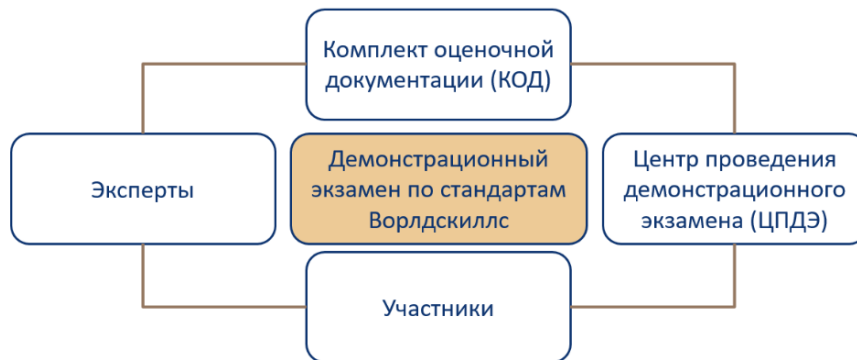 Комплект оценочной
документации (КОД)
Эксперты
Демонстрационный
экзамен по стандартам
Ворлдскиллс
Центр проведения
демонстрационного
экзамена (ЦПДЭ)
Участники